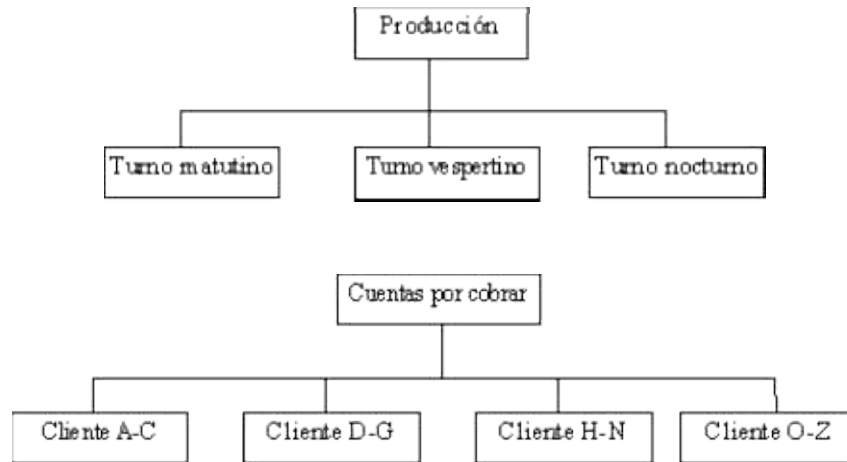 Producción
Turno matutino
Turno vespertino
Turno nocturno
Cuentas por cobrar
Cliente A-C
Cliente D-G
Cliente H-N
Cliente O-Z